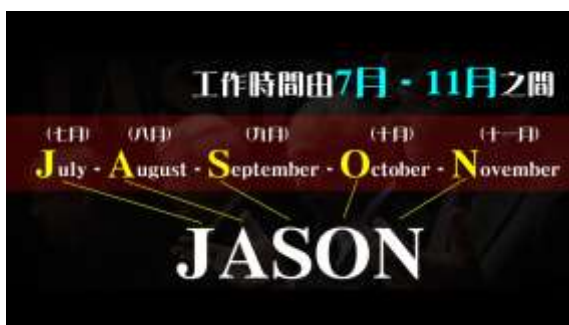 工作時間由7月 - 11月之間
(七月) (八月) (九月) (十月) (十一月)
July - August - September - October - November
JASON